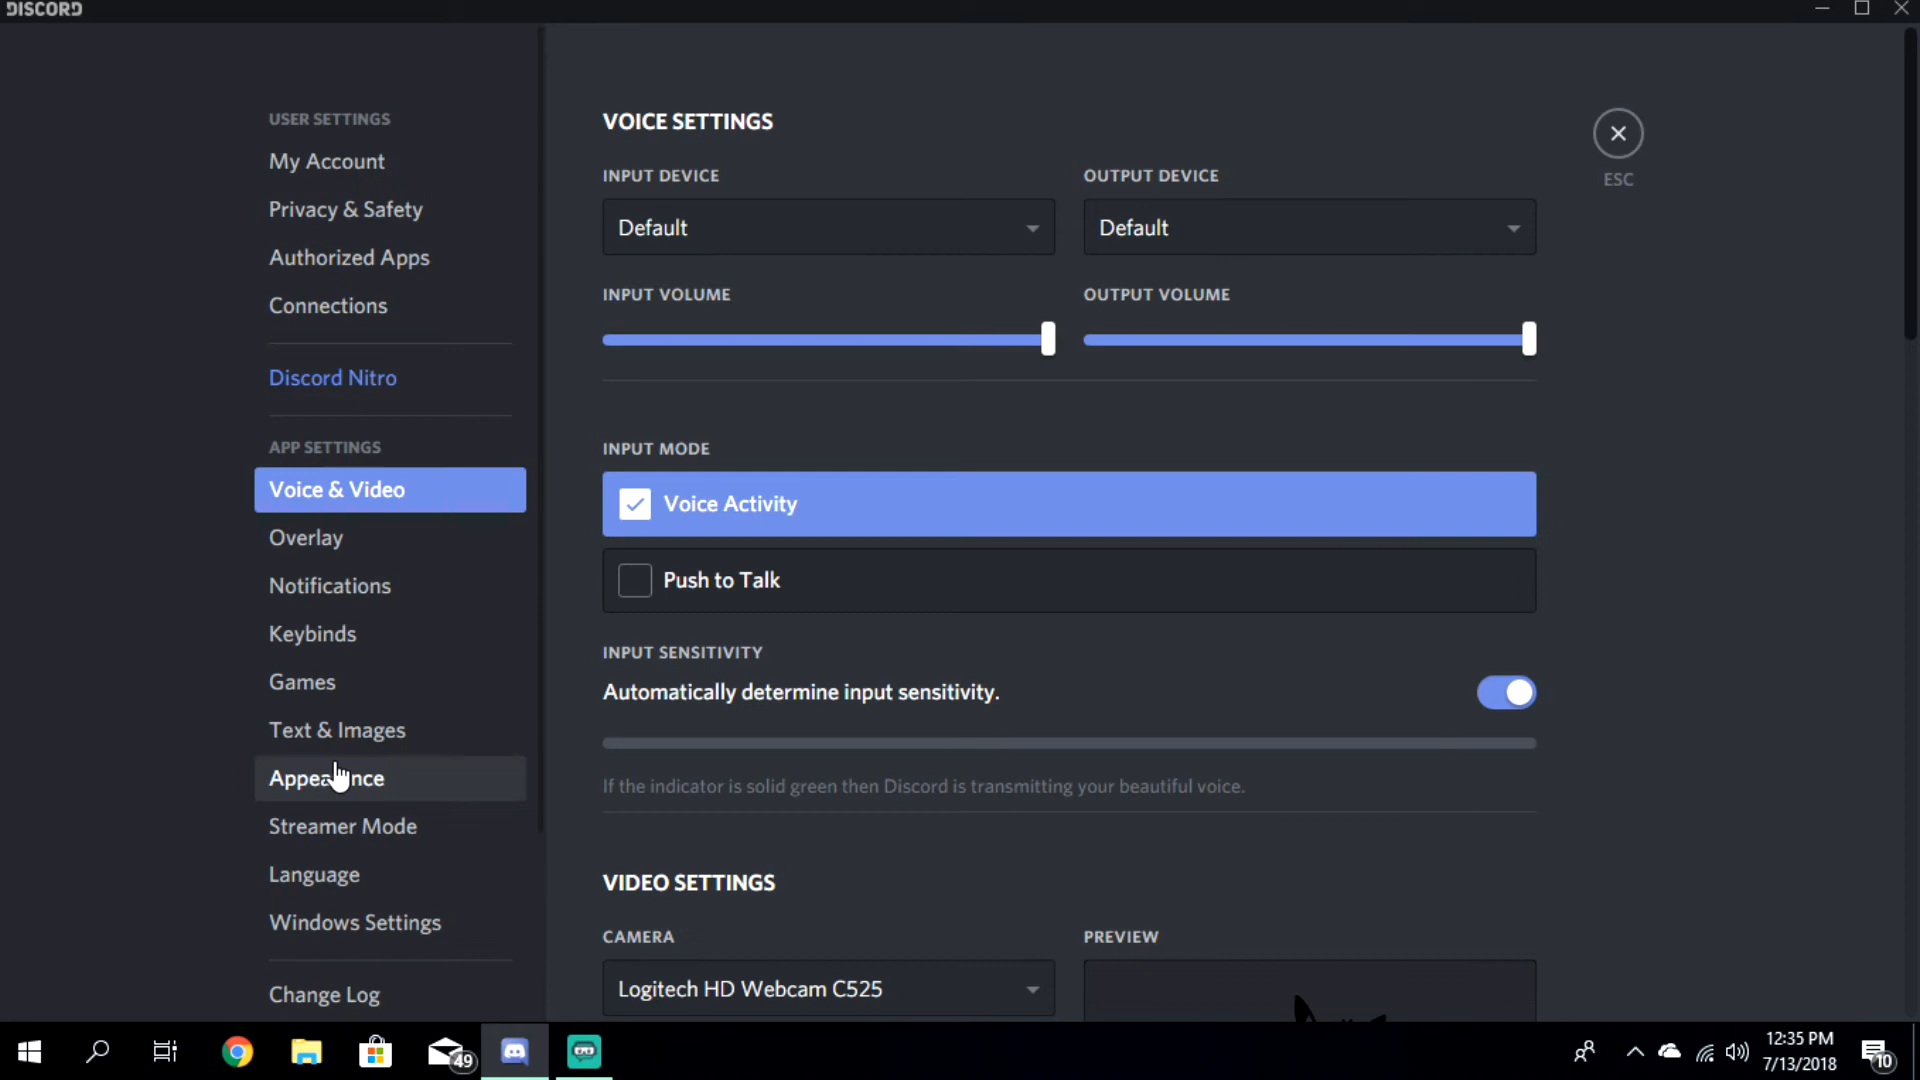 DISCORD
USER SETTINGS
My Account
Privacy & Safety
Authorized Apps
Connections
Discord Nitro
APP SETTINGS
Voice & Video
Overlay
Notifications
Keybinds
Games
Text & Images
Appearance
Streamer Mode
Language
Windows Settings
Change Log
VOICE SETTINGS
INPUT DEVICE
Default
OUTPUT DEVICE
Default
INPUT VOLUME
OUTPUT VOLUME
INPUT MODE
Voice Activity
Push to Talk
INPUT SENSITIVITY
Automatically determine input sensitivity.
If the indicator is solid green then Discord is transmitting your beautiful voice.
VIDEO SETTINGS
CAMERA
Logitech HD Webcam C525
PREVIEW
ESC
49
12:35 PM
7/13/2018
10